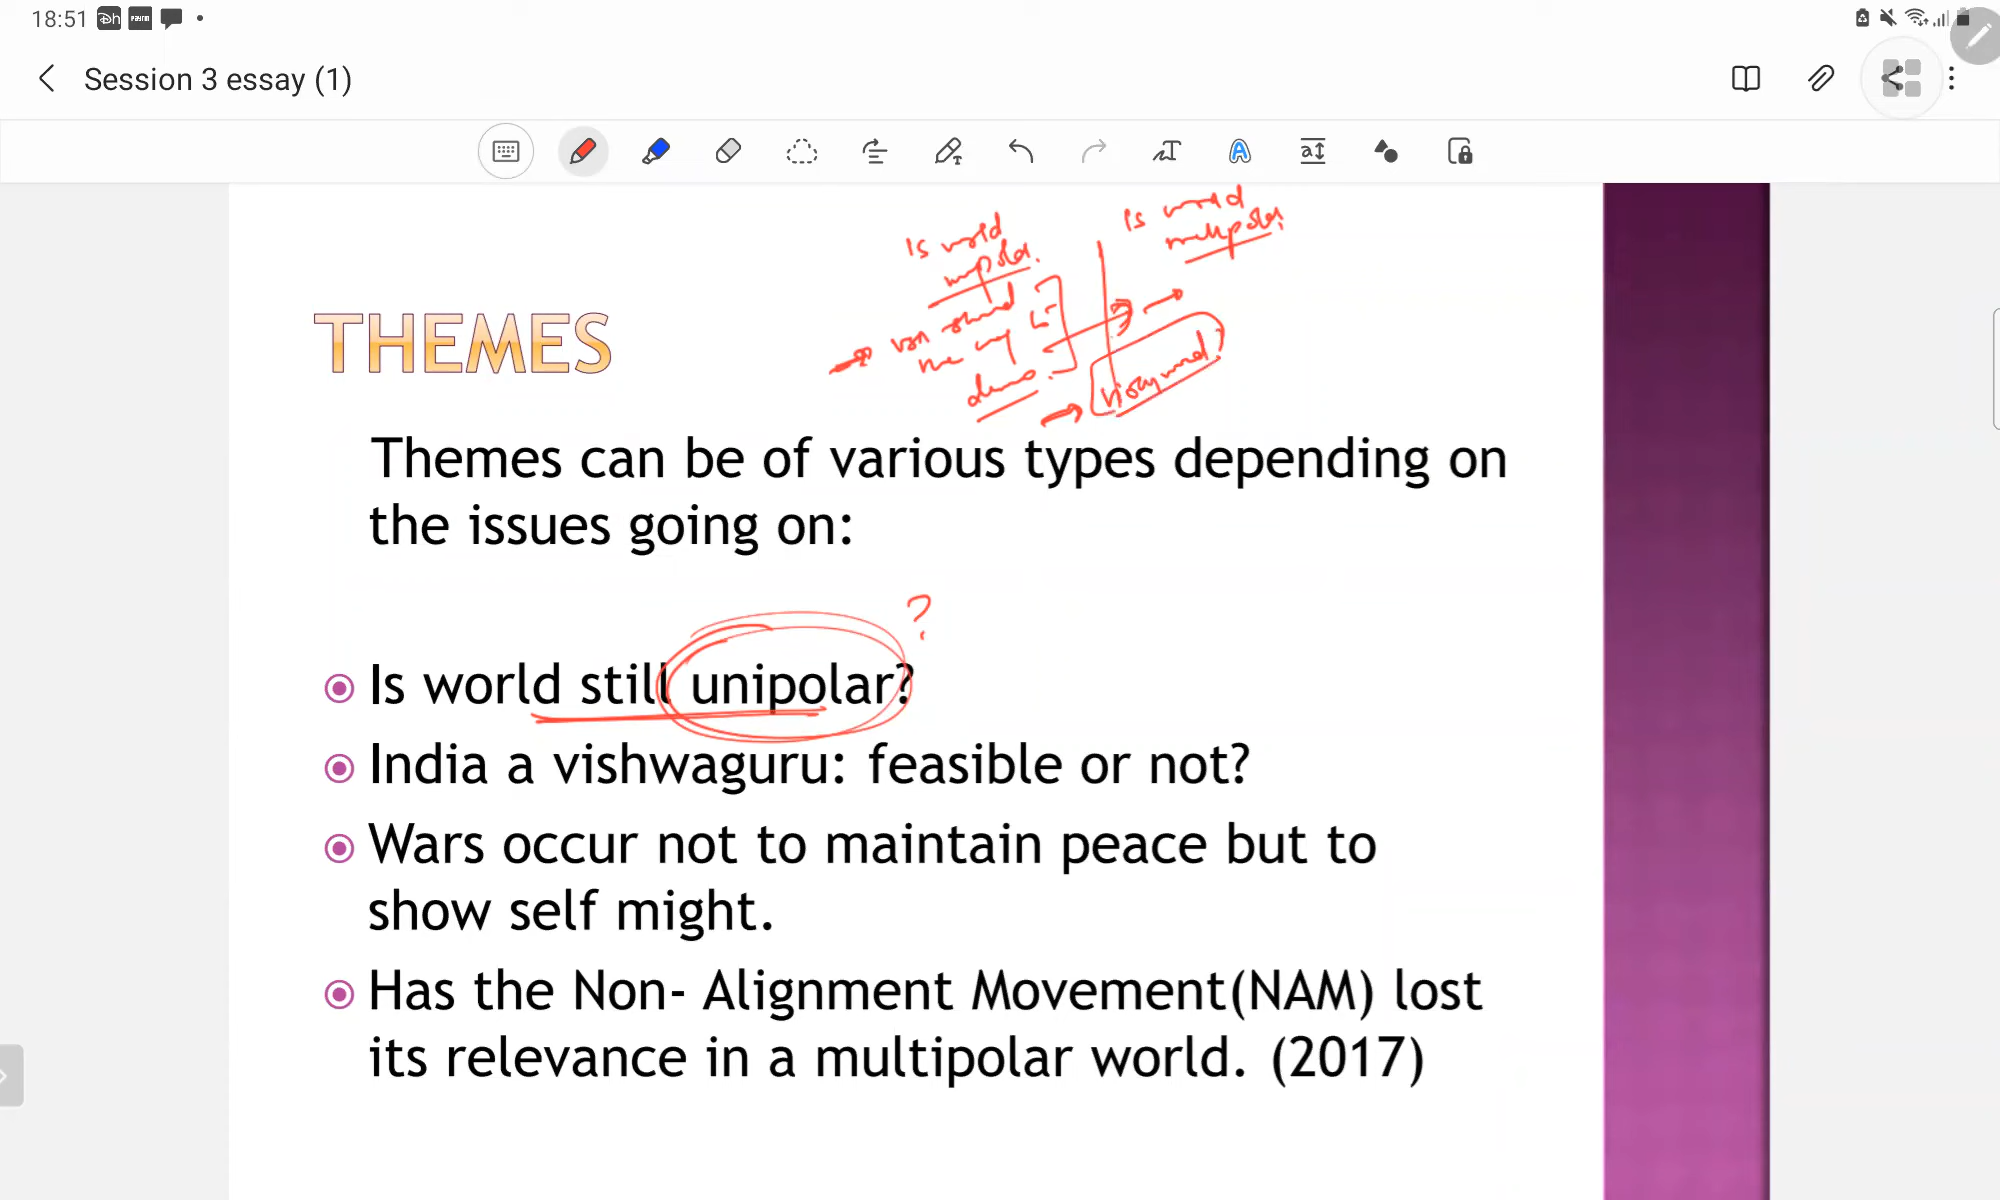 18:51
Session 3 essay (1)
Is world
unipolar.
Is world
multipolar.
THEMES
Themes can be of various types depending on
the issues going on:
?
Is world still unipolar?
India a vishwaguru: feasible or not?
Wars occur not to maintain peace but to
show self might.
Has the Non- Alignment Movement(NAM) lost
its relevance in a multipolar world. (2017)